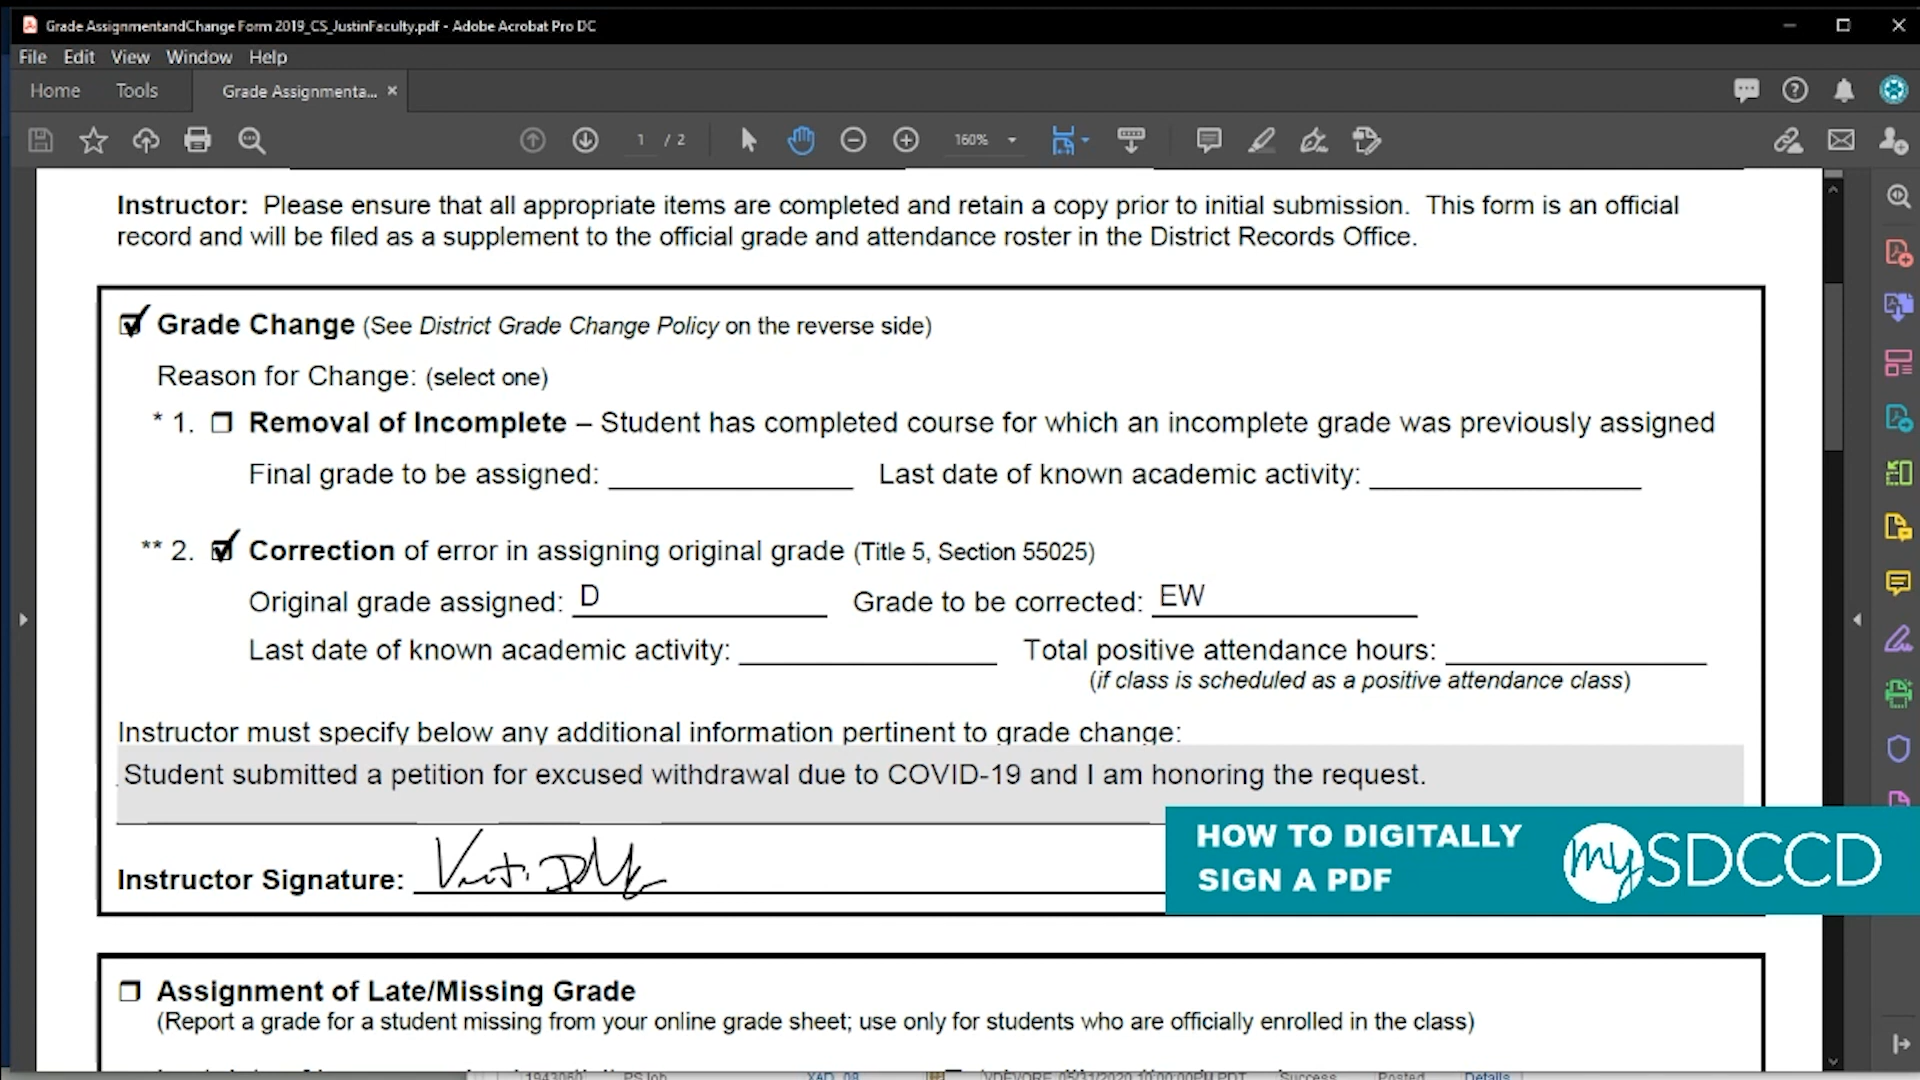 Grade AssignmentandChange Form 2019_CS_JustinFaculty.pdf - Adobe Acrobat Pro DC
File Edit View Window Help
Home Tools Grade Assignmenta... ×
1 / 2 160%
Instructor: Please ensure that all appropriate items are completed and retain a copy prior to initial submission. This form is an official
record and will be filed as a supplement to the official grade and attendance roster in the District Records Office.
Grade Change (See District Grade Change Policy on the reverse side)
Reason for Change: (select one)
* 1. Removal of Incomplete – Student has completed course for which an incomplete grade was previously assigned
Final grade to be assigned: Last date of known academic activity:
** 2. Correction of error in assigning original grade (Title 5, Section 55025)
Original grade assigned: D Grade to be corrected: EW
Last date of known academic activity: Total positive attendance hours:
(if class is scheduled as a positive attendance class)
Instructor must specify below any additional information pertinent to grade change:
Student submitted a petition for excused withdrawal due to COVID-19 and I am honoring the request.
Instructor Signature:
HOW TO DIGITALLY
SIGN A PDF
mySDCCD
Assignment of Late/Missing Grade
(Report a grade for a student missing from your online grade sheet; use only for students who are officially enrolled in the class)